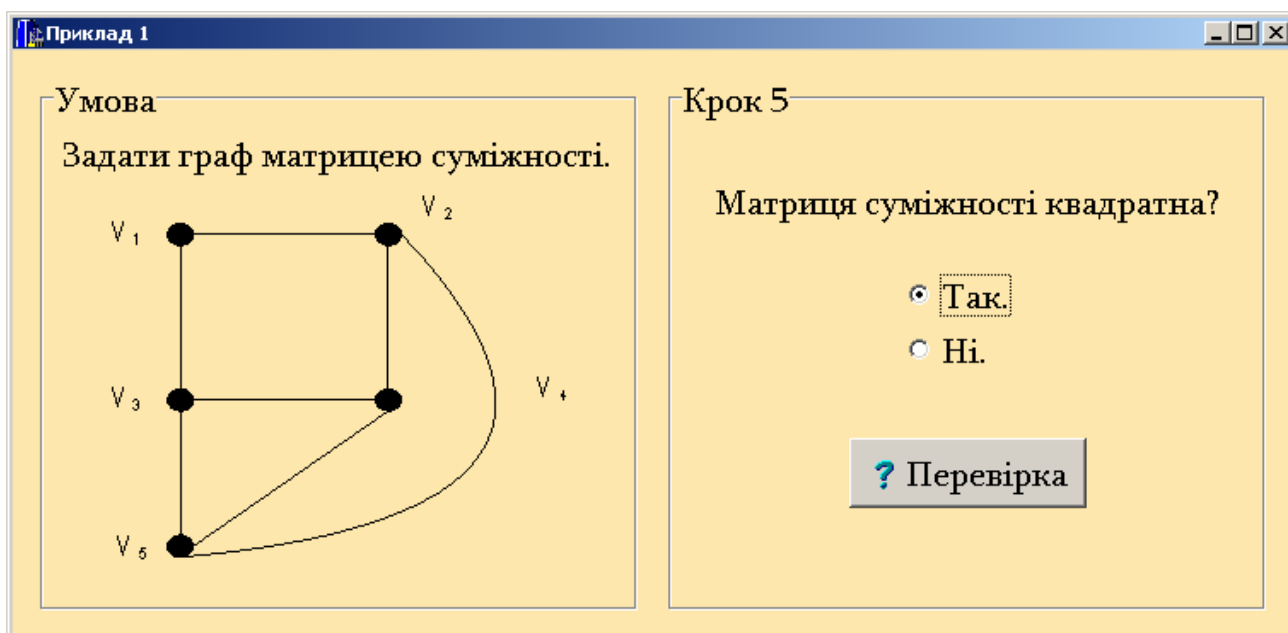 Приклад 1
Умова
Задати граф матрицею суміжності.
V 1
V 2
V 3
V 4
V 5
Крок 5
Матриця суміжності квадратна?
Так.
Ні.
? Перевірка